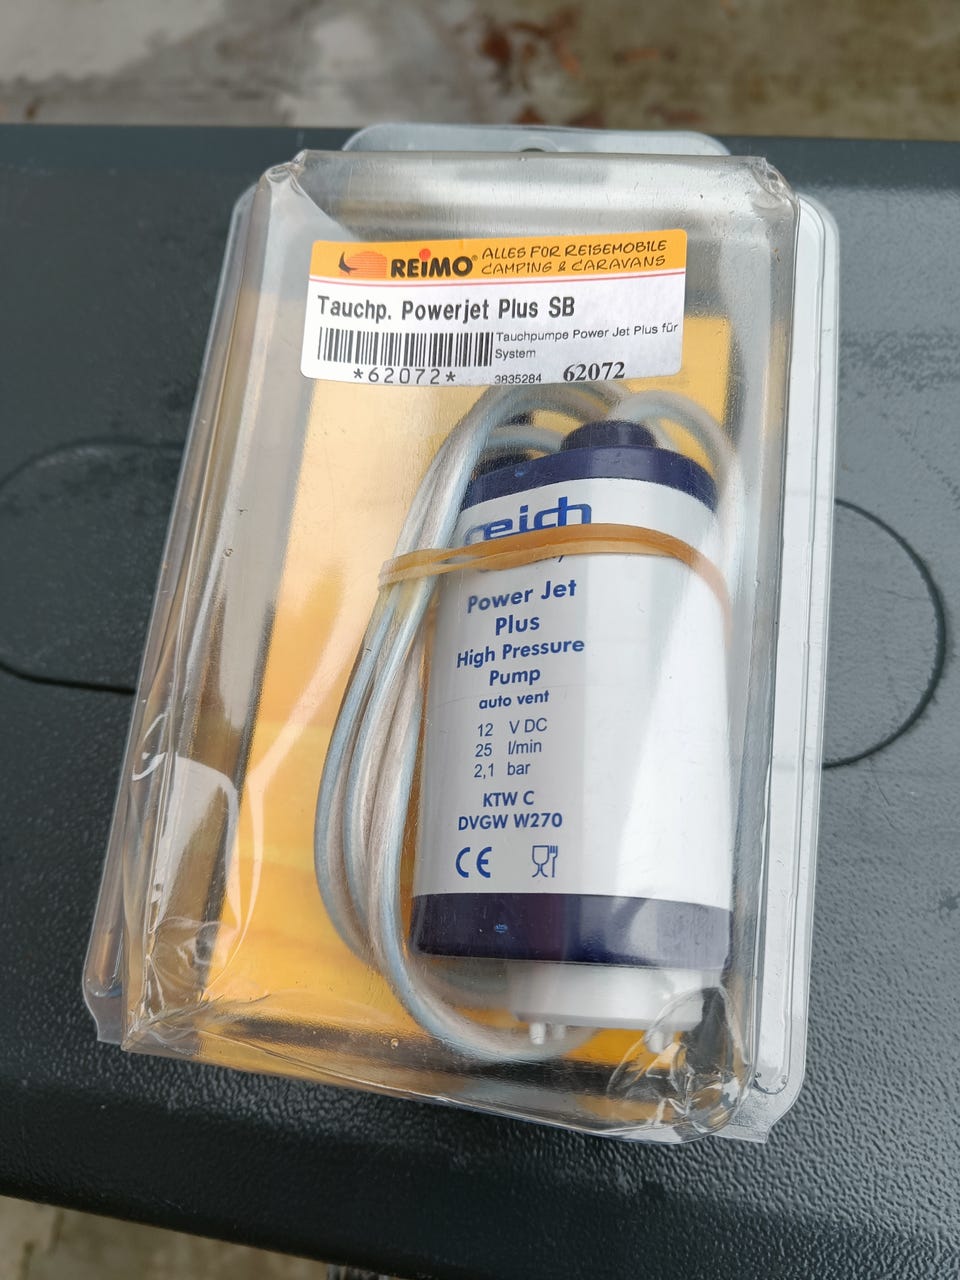 REIMO® ALLES FÜR REISEMOBILE
CAMPING & CARAVANS
Tauchp. Powerjet Plus SB
Tauchpumpe Power Jet Plus für
System
*62072* 3835284 62072
reich
Power Jet
Plus
High Pressure
Pump
auto vent
12 V DC
25 l/min
2,1 bar
KTW C
DVGW W270
CE